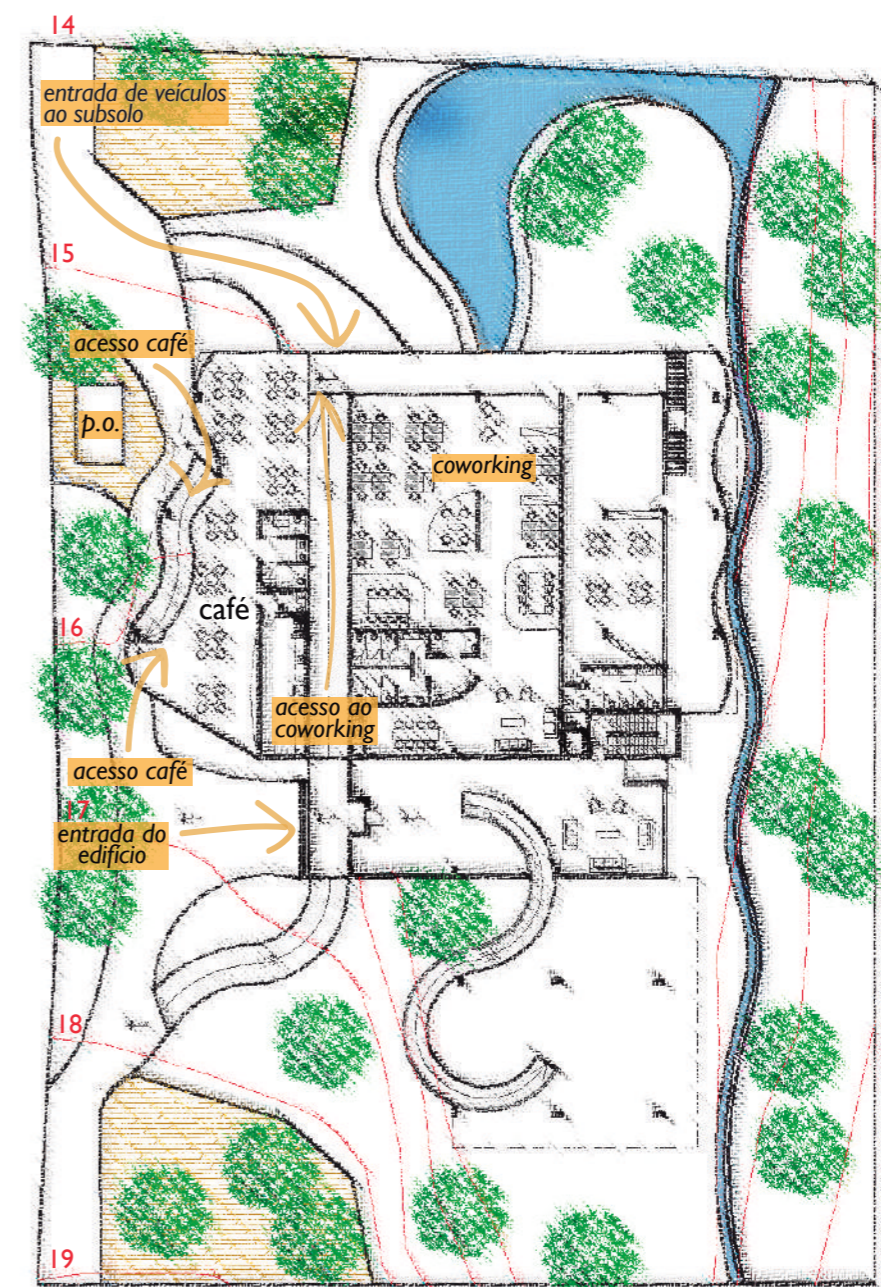 14
entrada de veículos
ao subsolo
15
acesso café
p.o.
coworking
café
16
acesso ao
coworking
acesso café
17
entrada do
edifício
18
19